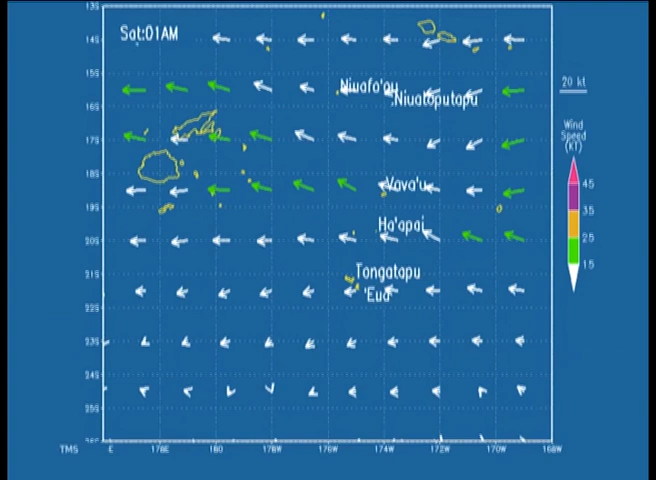 13S
Sat:01AM
14S
15S
20 kt
Niuafo'ou
Niuatoputapu
16S
Wind
Speed
(KT)
17S
18S
Vava'u
45
19S
35
Ha'apai
20S
25
21S
Tongatapu
15
'Eua
22S
23S
24S
25S
TMS
E
178E
180
178W
176W
174W
172W
170W
168W